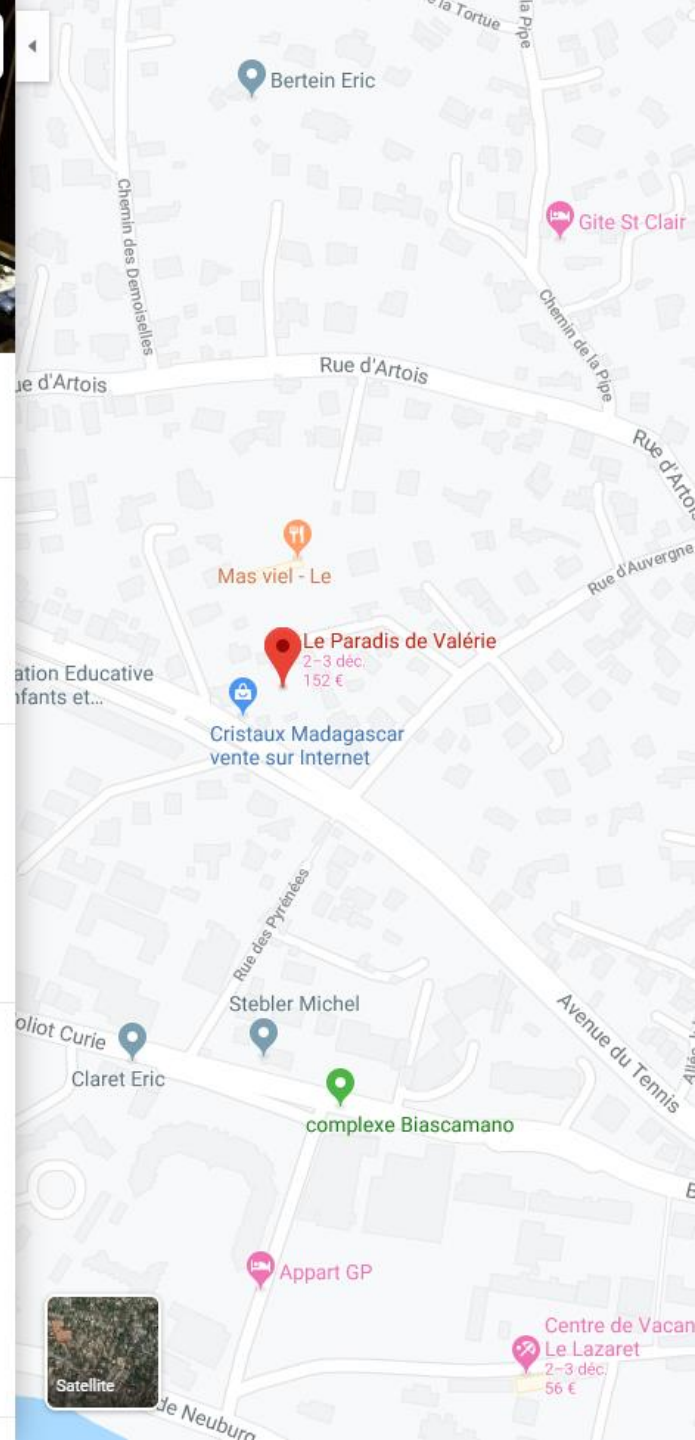 la Tortue
la Pipe
Bertein Eric
Chemin des Demoiselles
Gite St Clair
Chemin de la Pipe
ue d'Artois
Rue d'Artois
Rue d'Artois
Mas viel - Le
Rue d'Auvergne
Le Paradis de Valérie
2–3 déc.
152 €
ation Educative
nfants et...
Cristaux Madagascar
vente sur Internet
Rue des Pyrénées
Stebler Michel
oliot Curie
Avenue du Tennis
Claret Eric
complexe Biascamano
B
Appart GP
Centre de Vacan
Le Lazaret
2–3 déc.
56 €
Satellite
de Neuburg